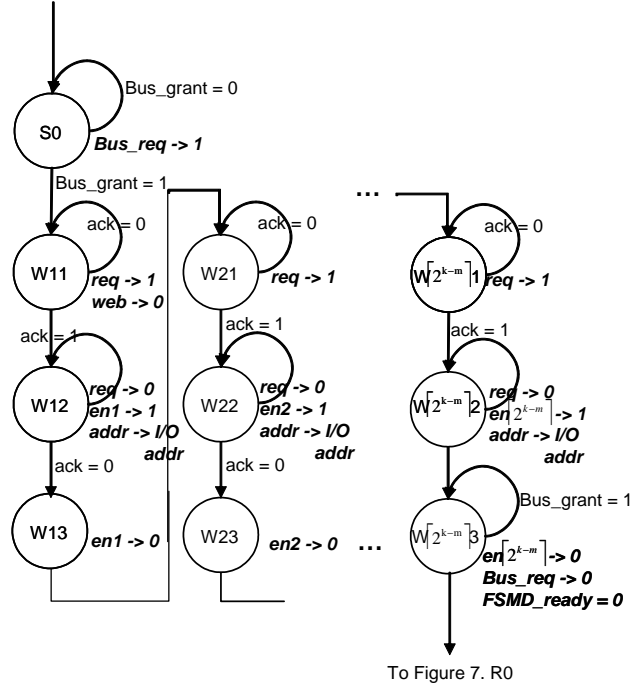 Bus_grant = 0
S0
Bus_req -> 1
Bus_grant = 1
ack = 0
W11
req -> 1
web -> 0
ack = 1
W12
req -> 0
en1 -> 1
addr -> I/O
addr
ack = 0
W13
en1 -> 0
ack = 0
W21
req -> 1
ack = 1
W22
req -> 0
en2 -> 1
addr -> I/O
addr
ack = 0
W23
en2 -> 0
...
...
ack = 0
W⌈2^{k-m}⌉1
req -> 1
ack = 1
W⌈2^{k-m}⌉2
req -> 0
en⌈2^{k-m}⌉ -> 1
addr -> I/O
addr
W⌈2^{k-m}⌉3
Bus_grant = 1
en⌈2^{k-m}⌉ -> 0
Bus_req -> 0
FSMD_ready = 0
To Figure 7. R0